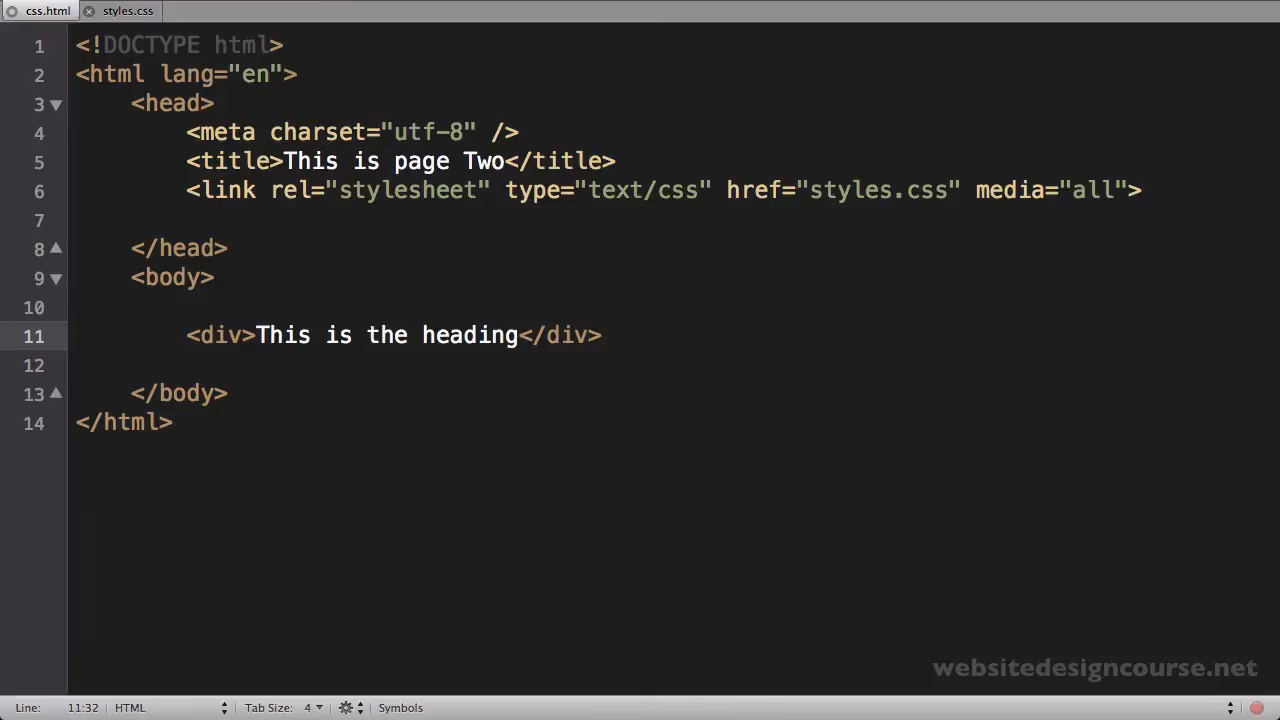 css.html styles.css
1 <!DOCTYPE html>
2 <html lang="en">
3 <head>
4 <meta charset="utf-8" />
5 <title>This is page Two</title>
6 <link rel="stylesheet" type="text/css" href="styles.css" media="all">
7
8 </head>
9 <body>
10
11 <div>This is the heading</div>
12
13 </body>
14 </html>
websitedesigncourse.net
Line: 11:32 HTML Tab Size: 4 Symbols